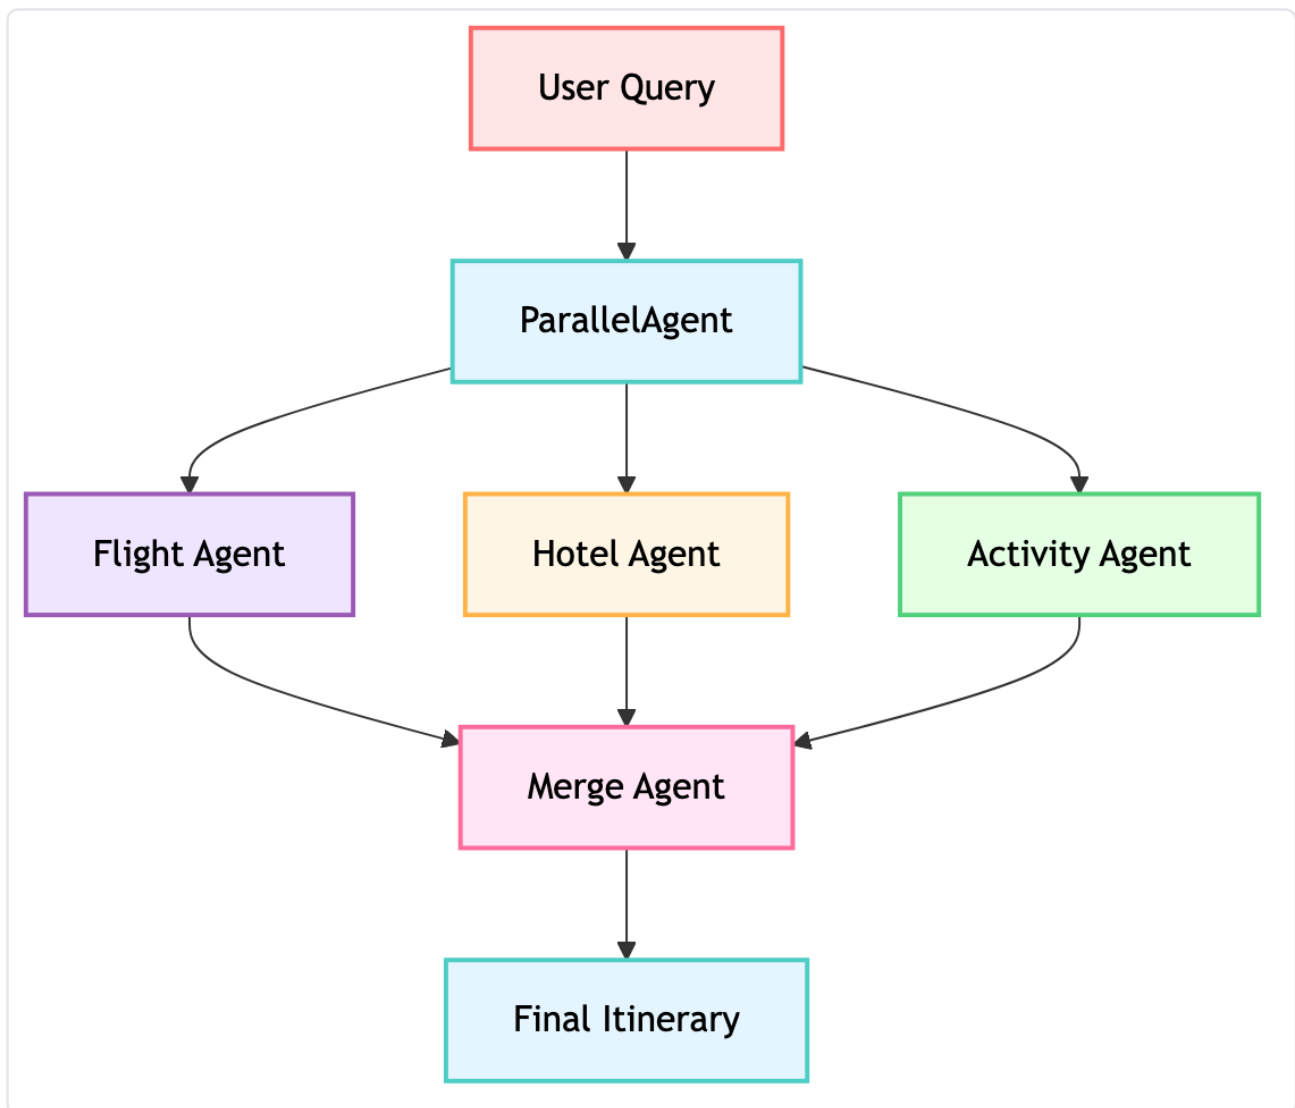 User Query
ParallelAgent
Flight Agent
Hotel Agent
Activity Agent
Merge Agent
Final Itinerary